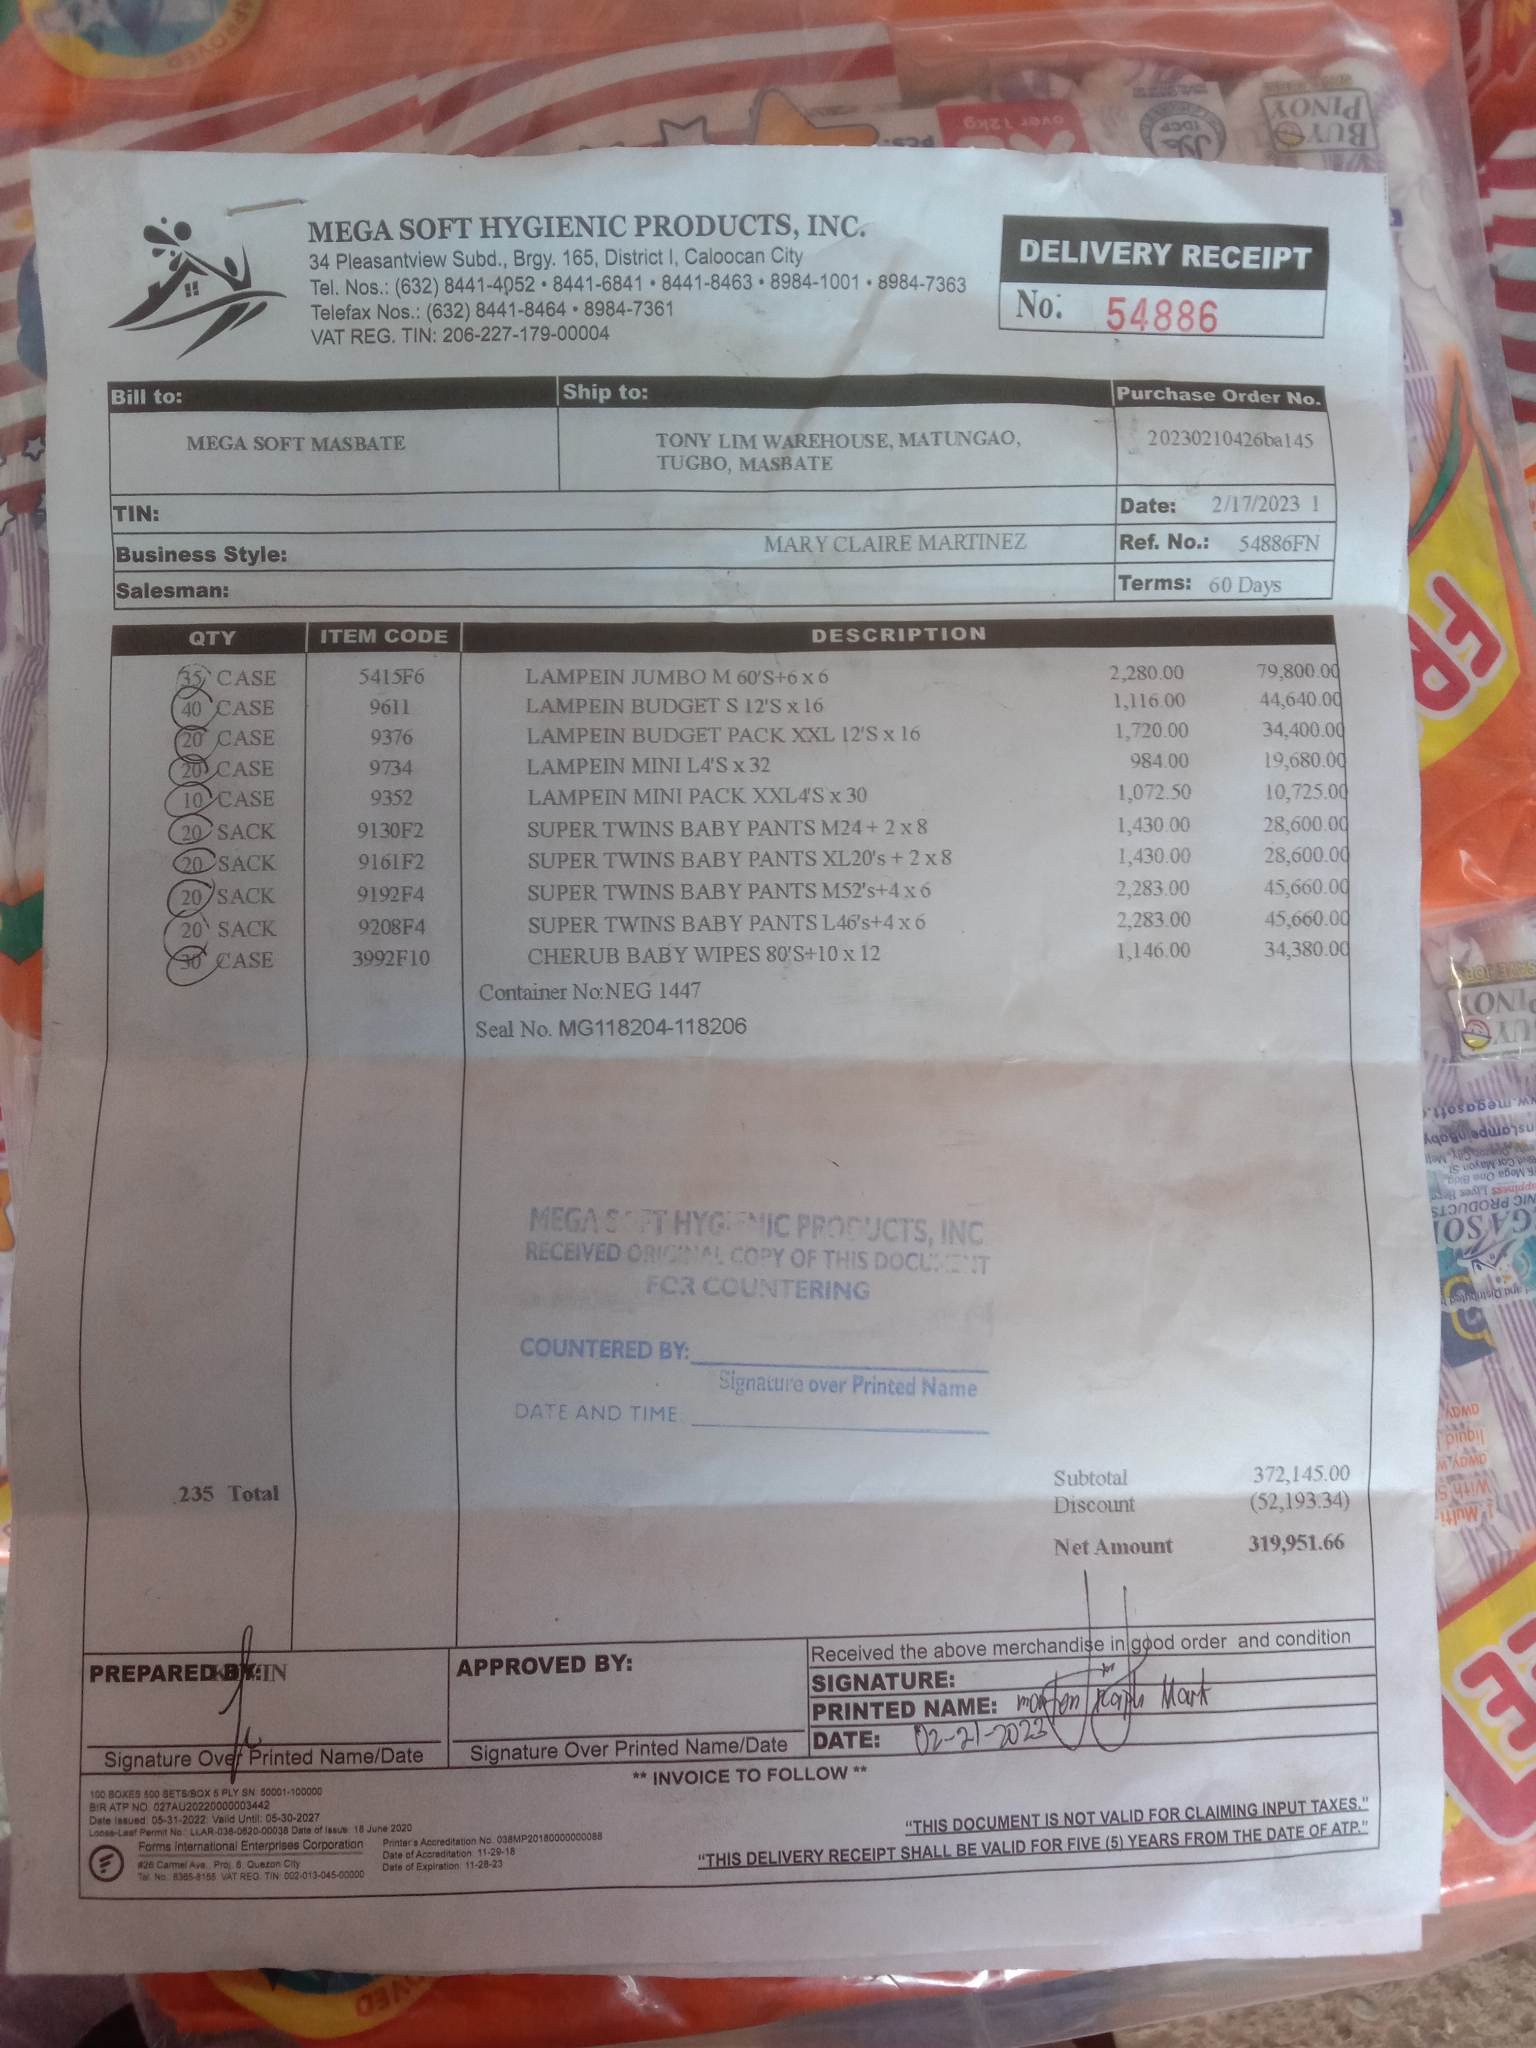 MEGA SOFT HYGIENIC PRODUCTS, INC.
34 Pleasantview Subd., Brgy. 165, District I, Caloocan City
Tel. Nos.: (632) 8441-4052 • 8441-6841 • 8441-8463 • 8984-1001 • 8984-7363
Telefax Nos.: (632) 8441-8464 • 8984-7361
VAT REG. TIN: 206-227-179-00004
DELIVERY RECEIPT
No: 54886
Bill to: Ship to: Purchase Order No.
MEGA SOFT MASBATE TONY LIM WAREHOUSE, MATUNGAO, 20230210426ba145
TUGBO, MASBATE
TIN: Date: 2/17/2023 1
Business Style: MARY CLAIRE MARTINEZ Ref. No.: 54886FN
Salesman: Terms: 60 Days
QTY ITEM CODE DESCRIPTION
35 CASE 5415F6 LAMPEIN JUMBO M 60'S+6 x 6 2,280.00 79,800.00
40 CASE 9611 LAMPEIN BUDGET S 12'S x 16 1,116.00 44,640.00
20 CASE 9376 LAMPEIN BUDGET PACK XXL 12'S x 16 1,720.00 34,400.00
20 CASE 9734 LAMPEIN MINI L4'S x 32 984.00 19,680.00
10 CASE 9352 LAMPEIN MINI PACK XXL4'S x 30 1,072.50 10,725.00
20 SACK 9130F2 SUPER TWINS BABY PANTS M24 + 2 x 8 1,430.00 28,600.00
20 SACK 9161F2 SUPER TWINS BABY PANTS XL20's + 2 x 8 1,430.00 28,600.00
20 SACK 9192F4 SUPER TWINS BABY PANTS M52's+4 x 6 2,283.00 45,660.00
20 SACK 9208F4 SUPER TWINS BABY PANTS L46's+4 x 6 2,283.00 45,660.00
30 CASE 3992F10 CHERUB BABY WIPES 80'S+10 x 12 1,146.00 34,380.00
Container No:NEG 1447
Seal No. MG118204-118206
MEGA SOFT HYGIENIC PRODUCTS, INC
RECEIVED ORIGINAL COPY OF THIS DOCUMENT
FOR COUNTERING
COUNTERED BY:
Signature over Printed Name
DATE AND TIME:
235 Total
Subtotal 372,145.00
Discount (52,193.34)
Net Amount 319,951.66
PREPARED BY:
Signature Over Printed Name/Date
APPROVED BY:
Signature Over Printed Name/Date
Received the above merchandise in good order and condition
SIGNATURE:
PRINTED NAME: Ralph Mark
DATE: 02-21-2023
** INVOICE TO FOLLOW **
100 BOXES 500 SETS/BOX 5 PLY SN 50001-100000
BIR ATP NO. 027AU20220000003442
Date Issued: 05-31-2022; Valid Until: 05-30-2027
Loose-Leaf Permit No.: LLAR-038-0620-00038 Date of Issue: 18 June 2020
Forms International Enterprises Corporation
#26 Carmel Ave., Proj. 6, Quezon City
Tel. No. 8365-8155 VAT REG. TIN: 002-013-045-00000
Printer's Accreditation No. 038MP20180000000088
Date of Accreditation: 11-29-18
Date of Expiration: 11-28-23
"THIS DOCUMENT IS NOT VALID FOR CLAIMING INPUT TAXES."
"THIS DELIVERY RECEIPT SHALL BE VALID FOR FIVE (5) YEARS FROM THE DATE OF ATP."
APPROVED
over 12kg
BUY PINOY